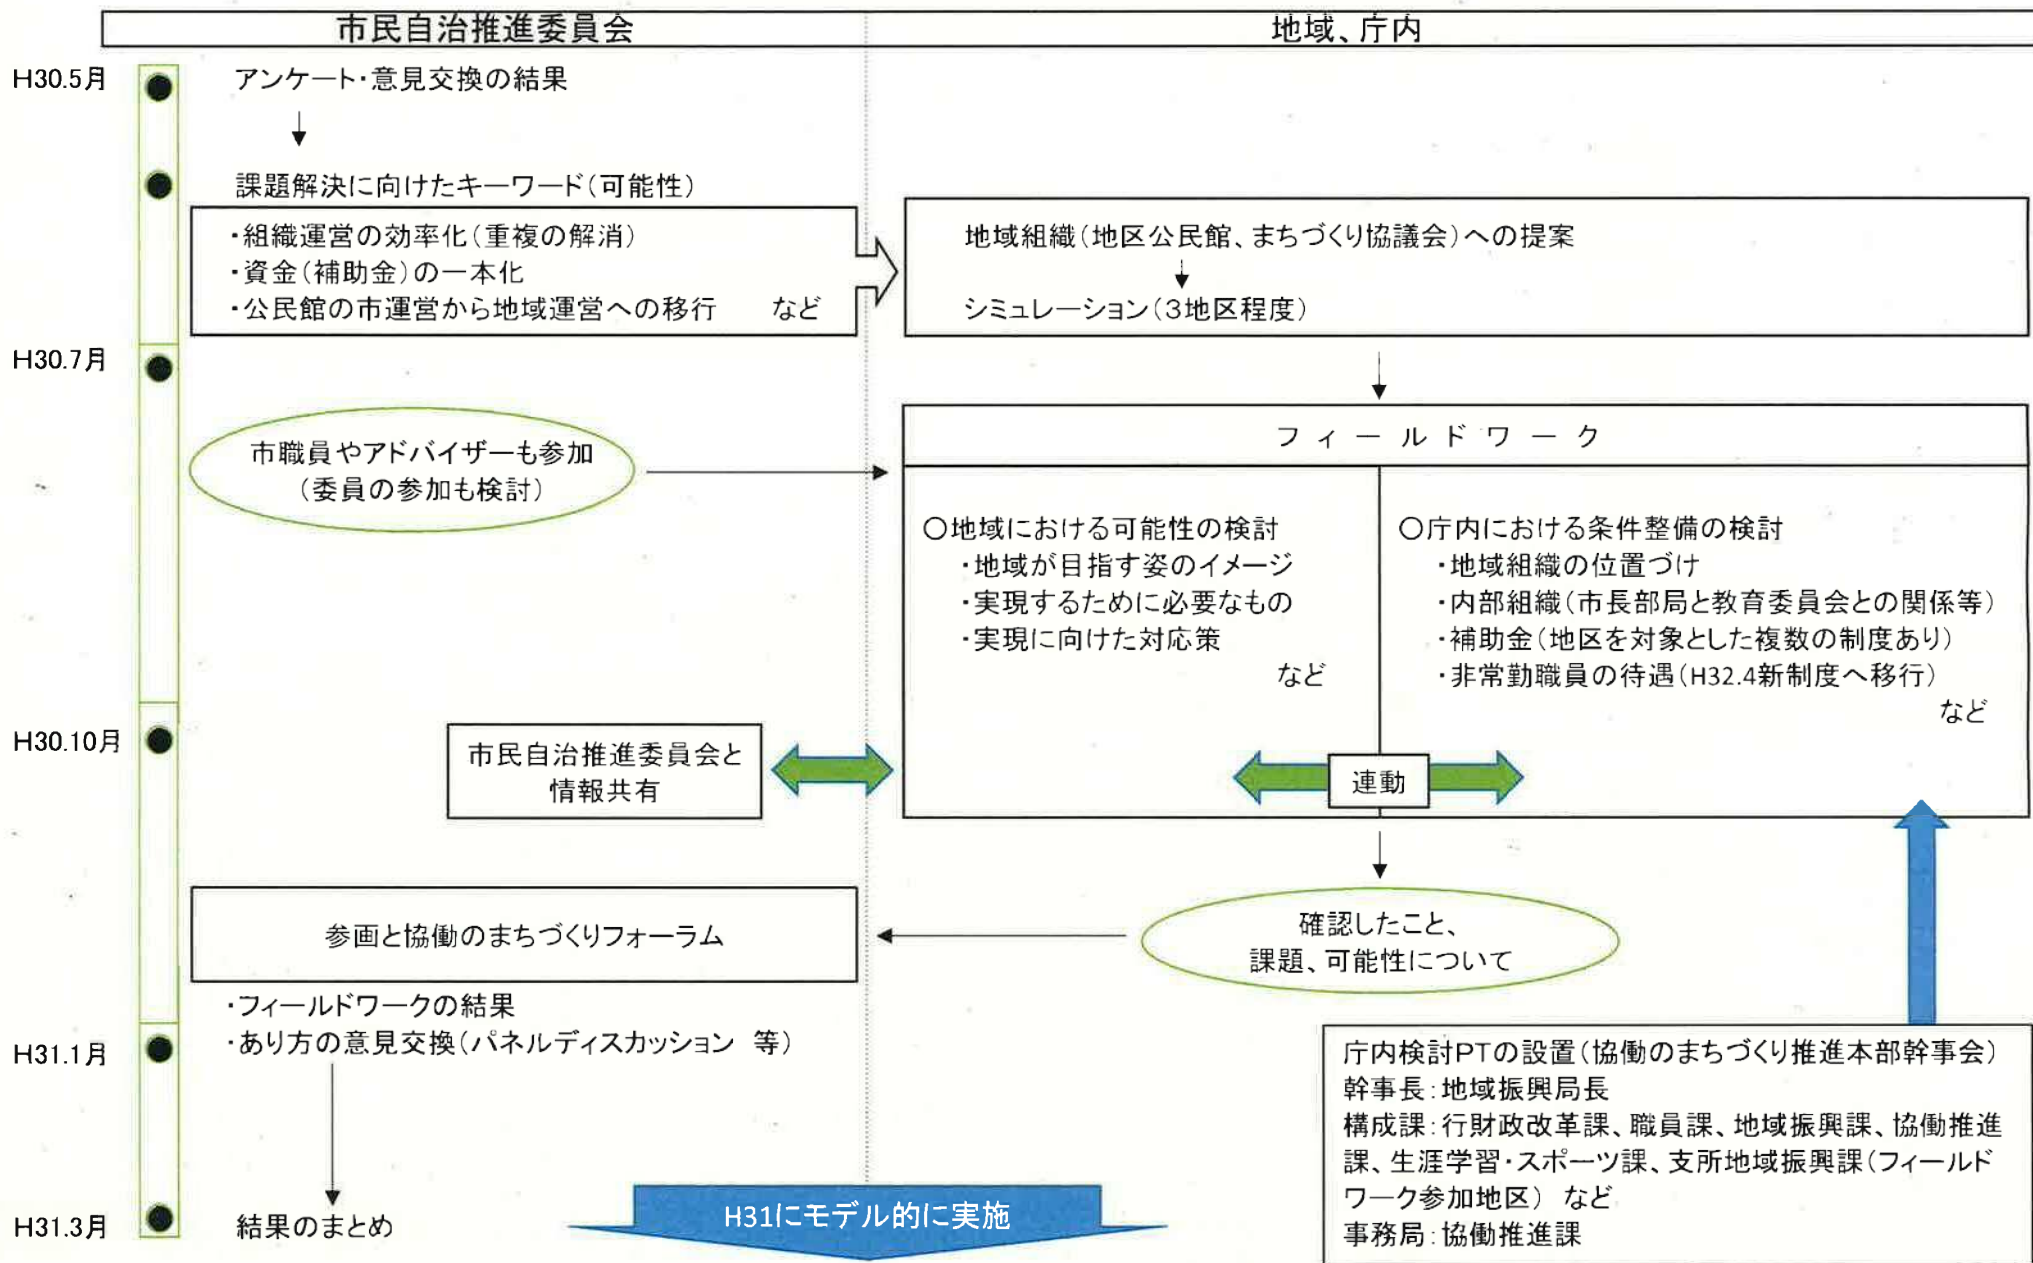 市民自治推進委員会
地域、庁内
H30.5月
アンケート・意見交換の結果
課題解決に向けたキーワード（可能性）
・組織運営の効率化（重複の解消）
・資金（補助金）の一本化
・公民館の市運営から地域運営への移行　　など
地域組織（地区公民館、まちづくり協議会）への提案
シミュレーション（３地区程度）
H30.7月
市職員やアドバイザーも参加
（委員の参加も検討）
フィールドワーク
〇地域における可能性の検討
・地域が目指す姿のイメージ
・実現するために必要なもの
・実現に向けた対応策
など
〇庁内における条件整備の検討
・地域組織の位置づけ
・内部組織（市長部局と教育委員会との関係等）
・補助金（地区を対象とした複数の制度あり）
・非常勤職員の待遇（H32.4新制度へ移行）
など
H30.10月
市民自治推進委員会と
情報共有
連動
確認したこと、
課題、可能性について
参画と協働のまちづくりフォーラム
・フィールドワークの結果
・あり方の意見交換（パネルディスカッション　等）
H31.1月
庁内検討PTの設置（協働のまちづくり推進本部幹事会）
幹事長：地域振興局長
構成課：行財政改革課、職員課、地域振興課、協働推進
課、生涯学習・スポーツ課、支所地域振興課（フィールド
ワーク参加地区）　など
事務局：協働推進課
H31.3月
結果のまとめ
H31にモデル的に実施